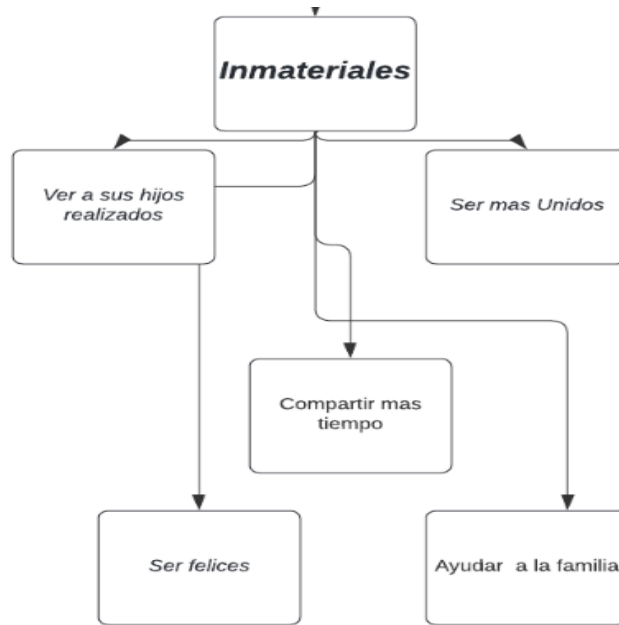 Inmateriales
Ver a sus hijos
realizados
Ser mas Unidos
Compartir mas
tiempo
Ser felices
Ayudar a la familia